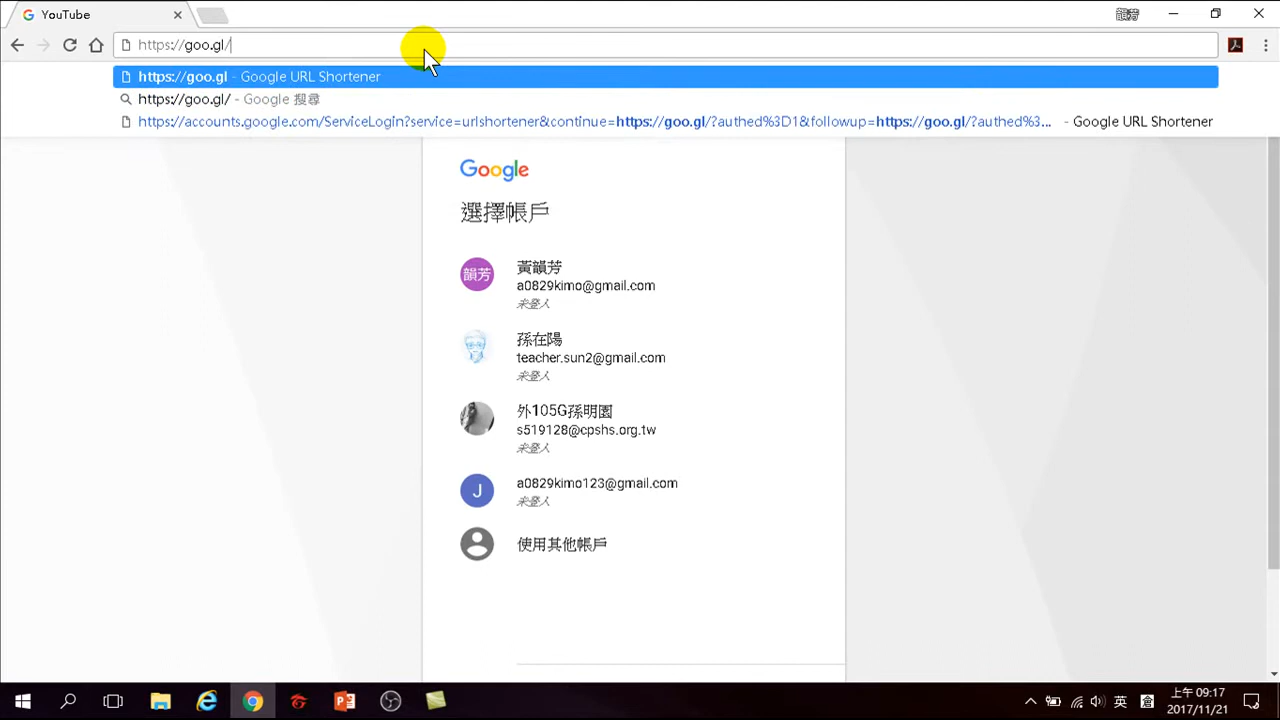 YouTube
韻芳
https://goo.gl/
https://goo.gl - Google URL Shortener
https://goo.gl/ - Google 搜尋
https://accounts.google.com/ServiceLogin?service=urlshortener&continue=https://goo.gl/?authed%3D1&followup=https://goo.gl/?authed%3... - Google URL Shortener
Google
選擇帳戶
韻芳
黃韻芳
a0829kimo@gmail.com
未登入
孫在陽
teacher.sun2@gmail.com
未登入
外105G孫明園
s519128@cpshs.org.tw
未登入
J
a0829kimo123@gmail.com
未登入
使用其他帳戶
英
倉
上午 09:17
2017/11/21